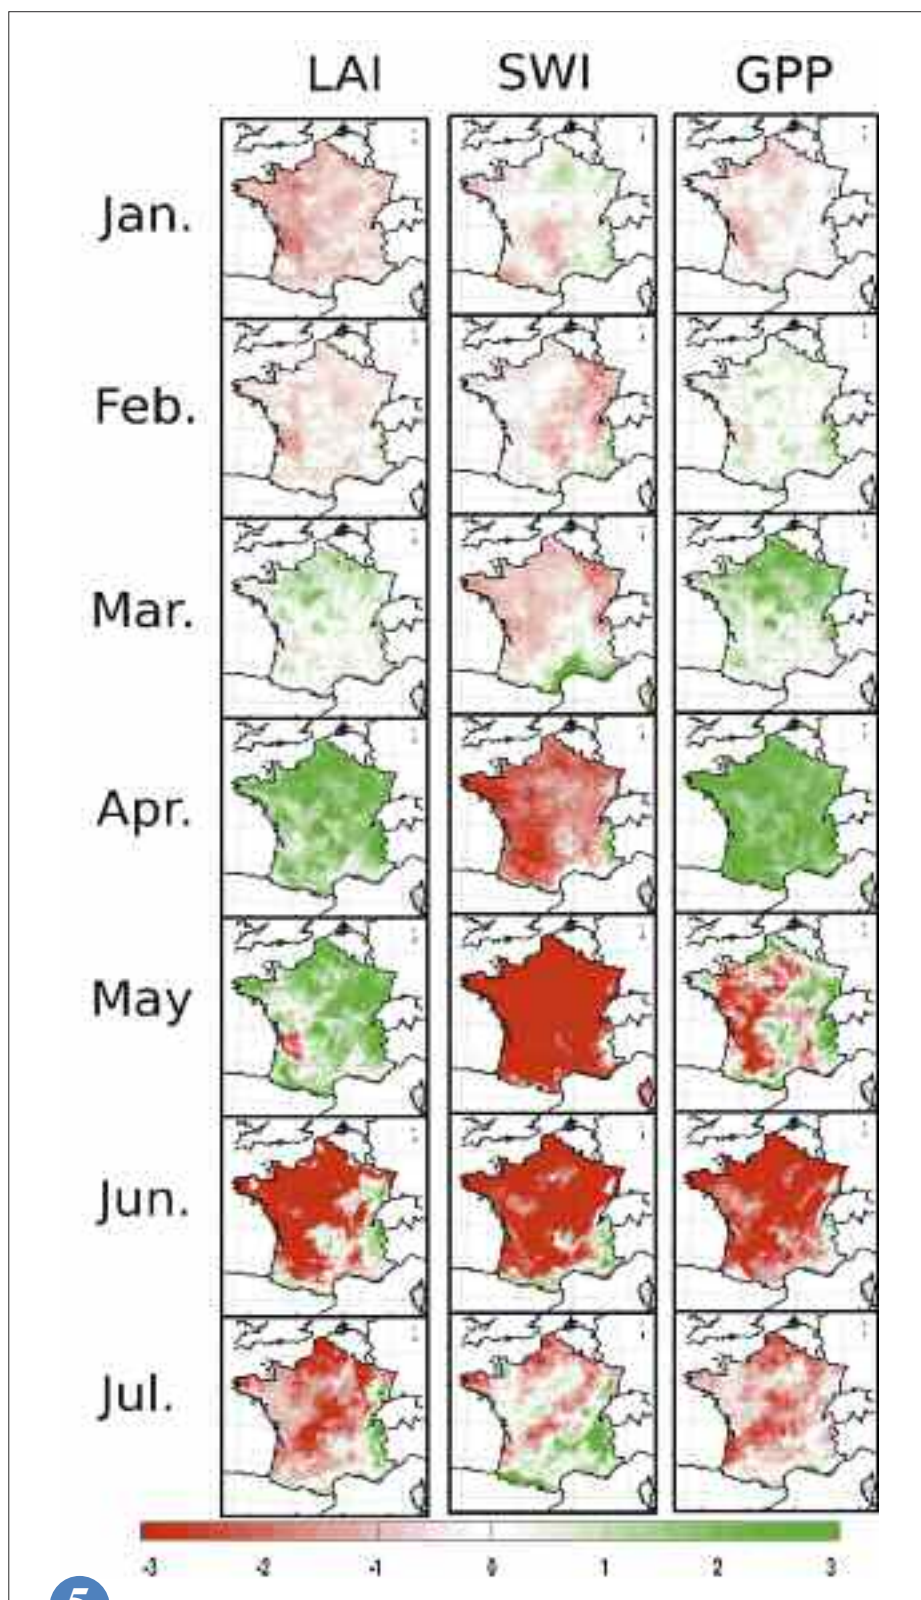 LAI SWI GPP
Jan.
Feb.
Mar.
Apr.
May
Jun.
Jul.
-3 -2 -1 0 1 2 3
5